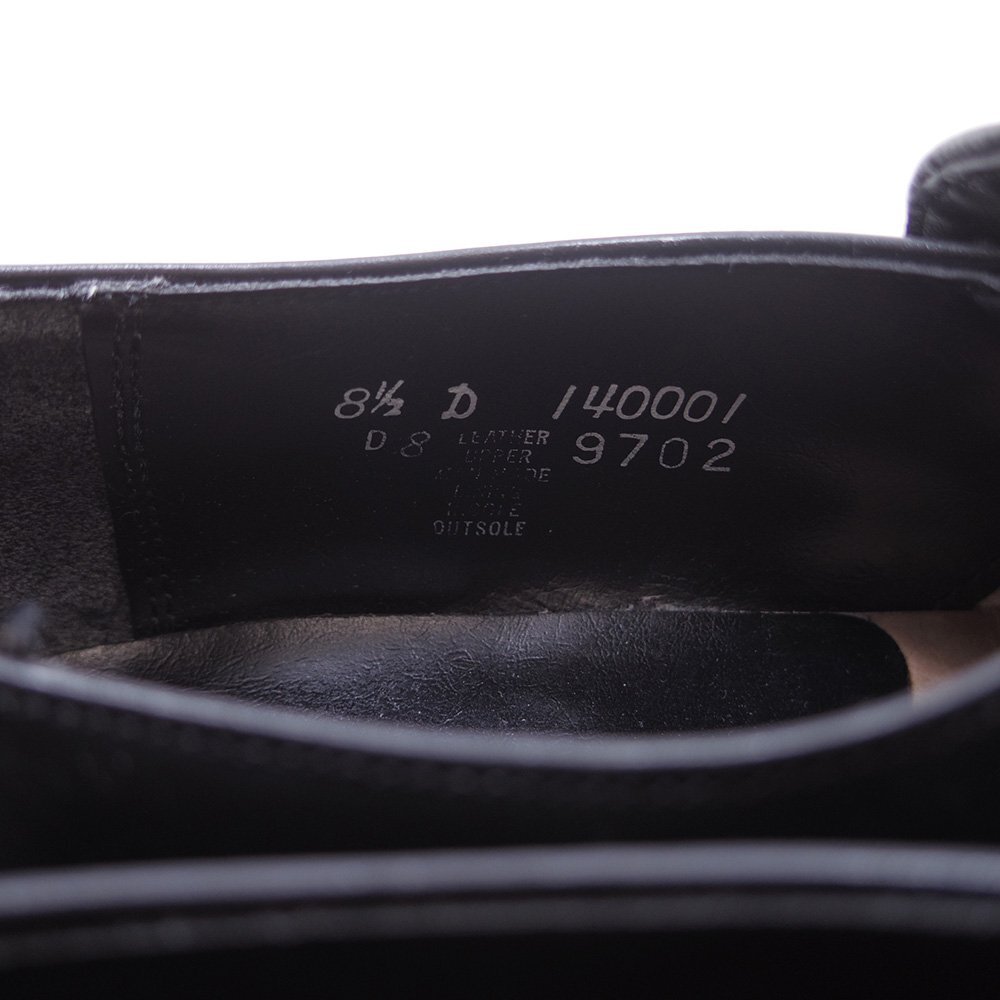 8½ D 140001
D 8 LEATHER 9702
UPPER
OUTSOLE